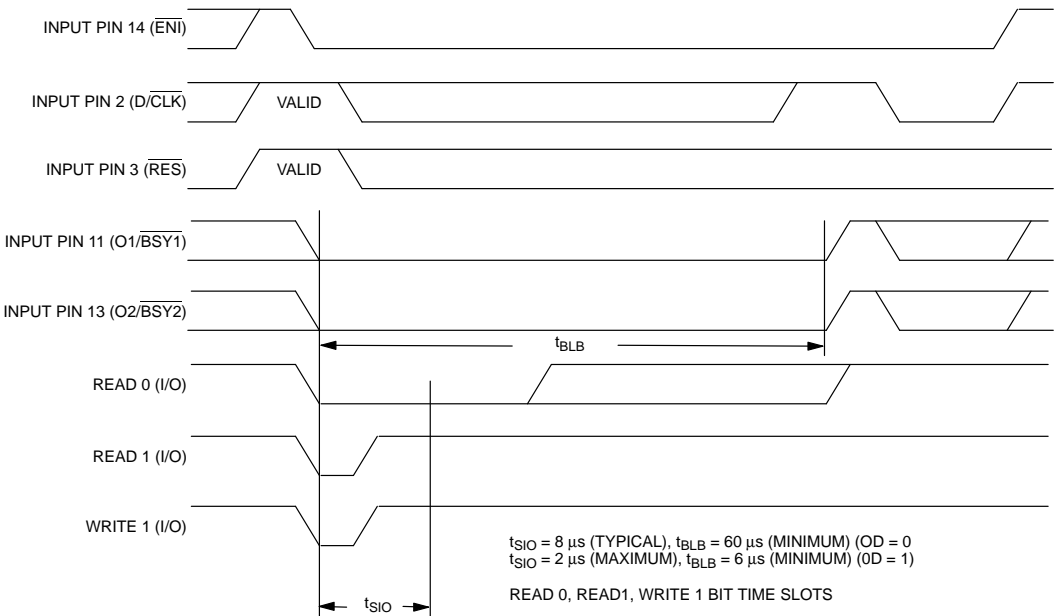 INPUT PIN 14 (ENI)
INPUT PIN 2 (D/CLK)
VALID
INPUT PIN 3 (RES)
VALID
INPUT PIN 11 (O1/BSY1)
INPUT PIN 13 (O2/BSY2)
tBLB
READ 0 (I/O)
READ 1 (I/O)
WRITE 1 (I/O)
tSIO = 8 µs (TYPICAL), tBLB = 60 µs (MINIMUM) (OD = 0
tSIO = 2 µs (MAXIMUM), tBLB = 6 µs (MINIMUM) (0D = 1)
READ 0, READ1, WRITE 1 BIT TIME SLOTS
tSIO